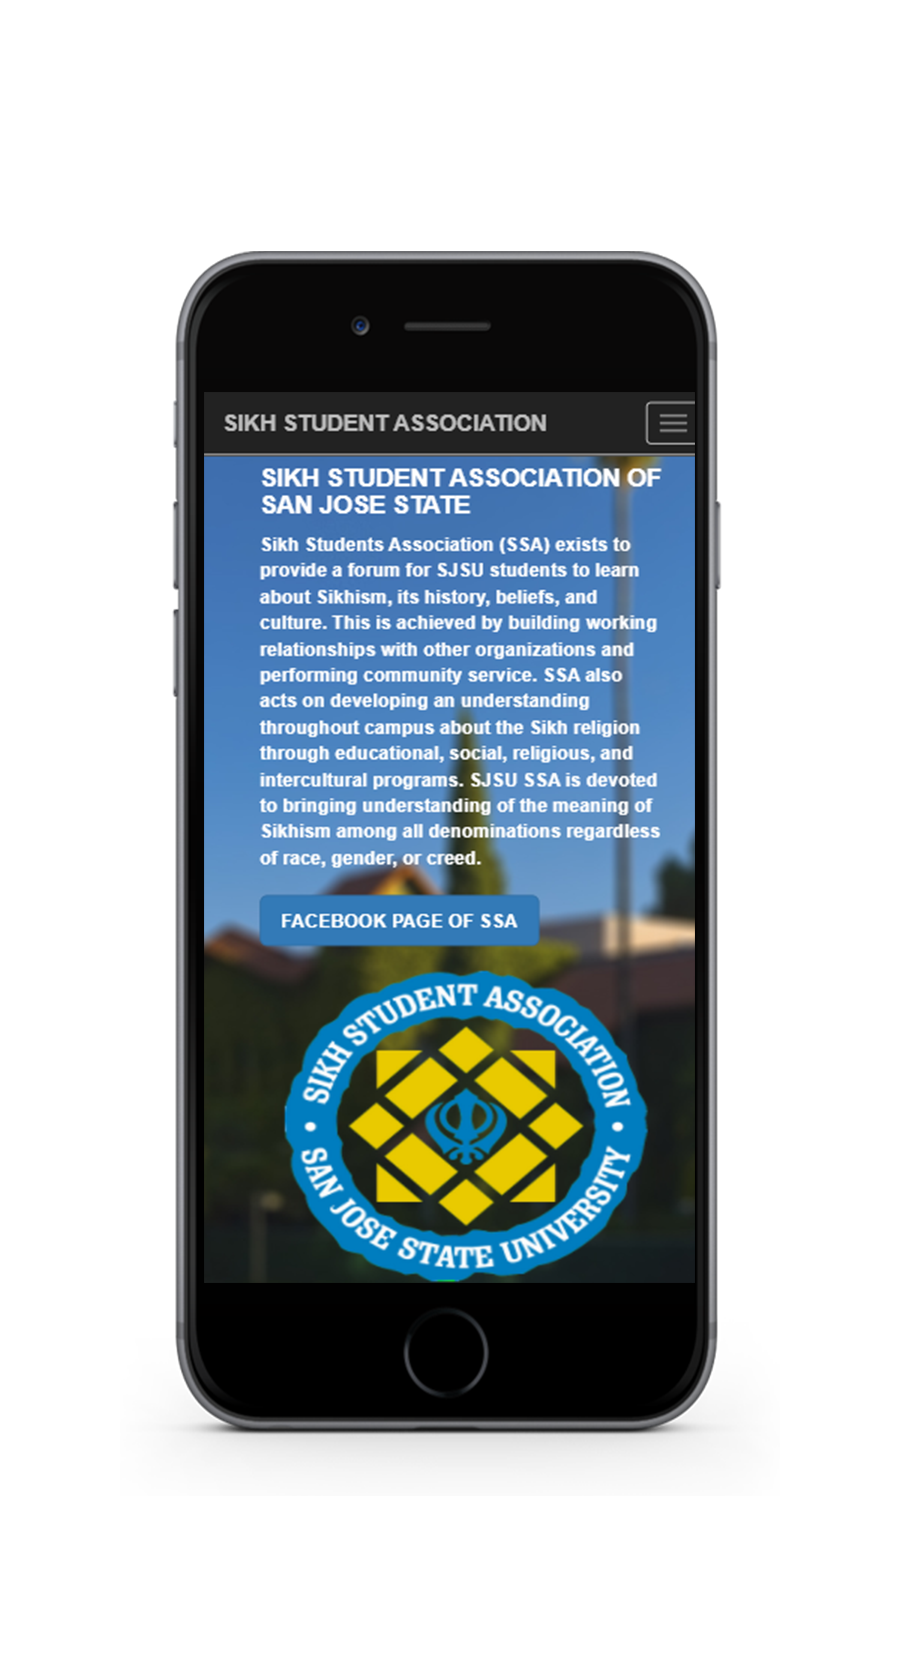 SIKH STUDENT ASSOCIATION
SIKH STUDENT ASSOCIATION OF
SAN JOSE STATE
Sikh Students Association (SSA) exists to
provide a forum for SJSU students to learn
about Sikhism, its history, beliefs, and
culture. This is achieved by building working
relationships with other organizations and
performing community service. SSA also
acts on developing an understanding
throughout campus about the Sikh religion
through educational, social, religious, and
intercultural programs. SJSU SSA is devoted
to bringing understanding of the meaning of
Sikhism among all denominations regardless
of race, gender, or creed.
FACEBOOK PAGE OF SSA
SIKH STUDENT ASSOCIATION
SAN JOSE STATE UNIVERSITY